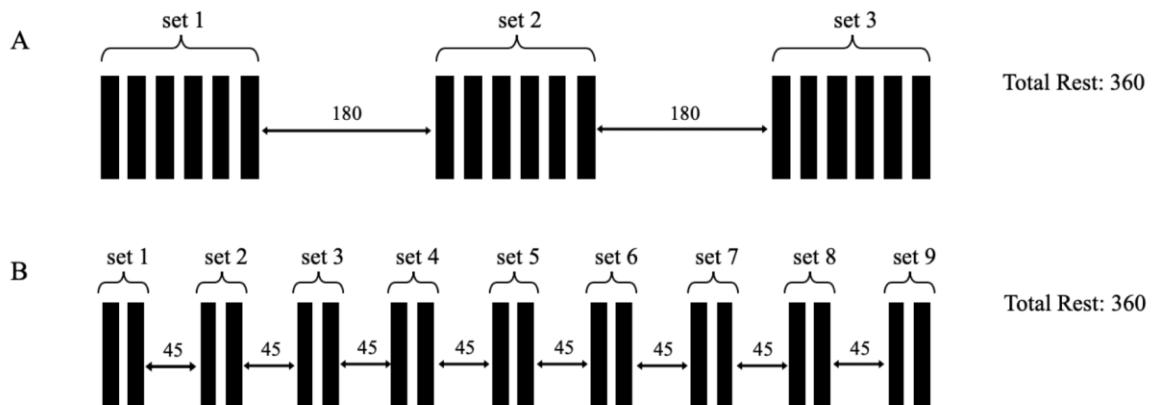 A
set 1
set 2
set 3
180
180
Total Rest: 360
B
set 1
set 2
set 3
set 4
set 5
set 6
set 7
set 8
set 9
45
45
45
45
45
45
45
45
Total Rest: 360